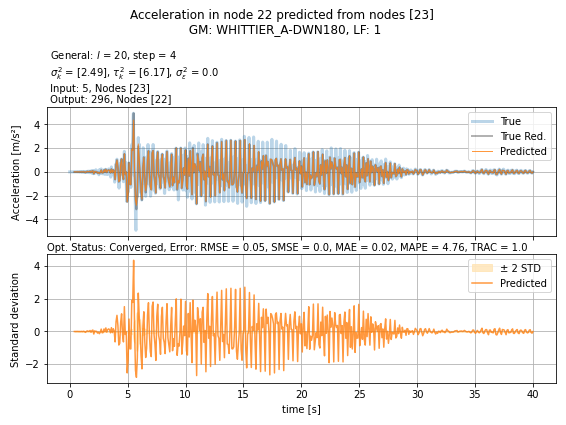 Acceleration in node 22 predicted from nodes [23]
GM: WHITTIER_A-DWN180, LF: 1
General: l = 20, step = 4
σ²ₖ = [2.49], τ²ₖ = [6.17], σ²ε = 0.0
Input: 5, Nodes [23]
Output: 296, Nodes [22]
Acceleration [m/s²]
4
2
0
−2
−4
True
True Red.
Predicted
Opt. Status: Converged, Error: RMSE = 0.05, SMSE = 0.0, MAE = 0.02, MAPE = 4.76, TRAC = 1.0
Standard deviation
4
2
0
−2
± 2 STD
Predicted
0 5 10 15 20 25 30 35 40
time [s]